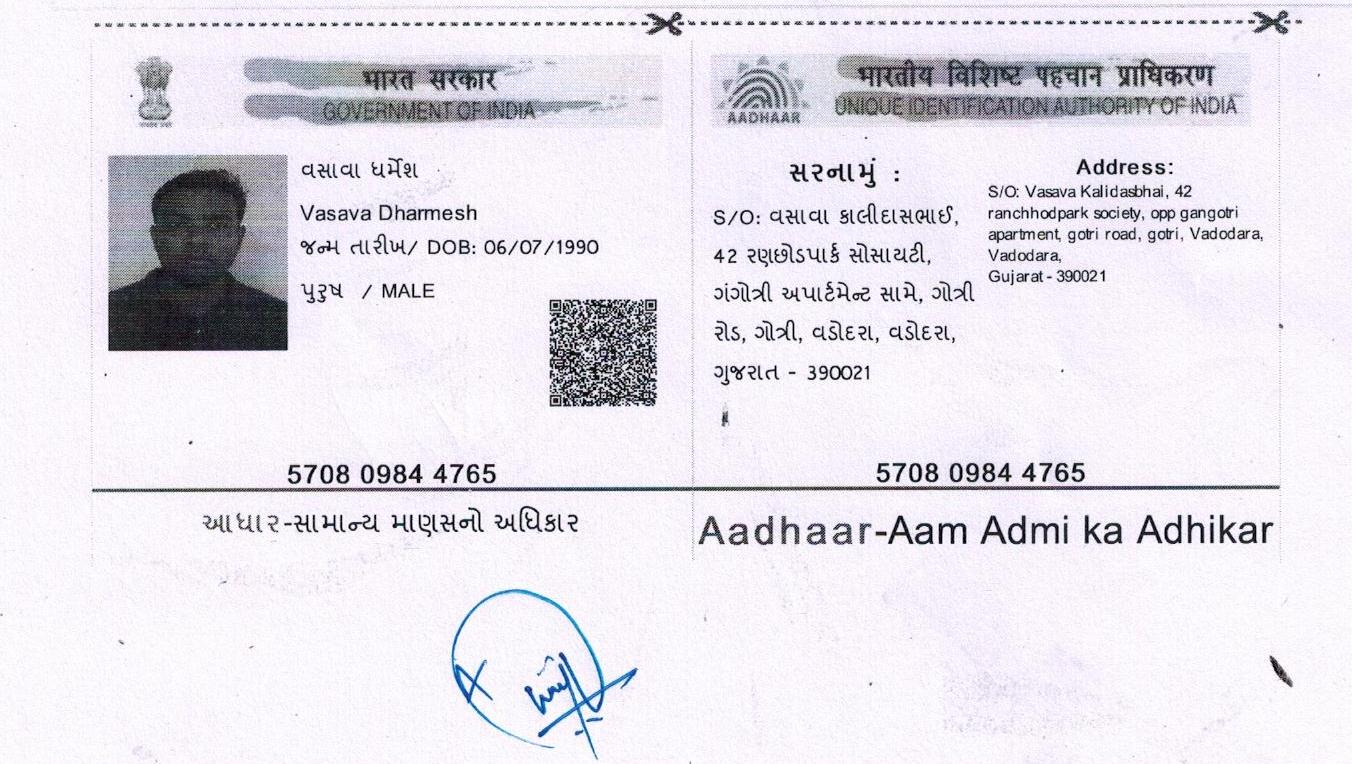 भारत सरकार
GOVERNMENT OF INDIA
વસાવા ધર્મેશ
Vasava Dharmesh
જન્મ તારીખ/ DOB: 06/07/1990
પુરુષ / MALE
5708 0984 4765
આધાર-સામાન્ય માણસનો અધિકાર
भारतीय विशिष्ट पहचान प्राधिकरण
UNIQUE IDENTIFICATION AUTHORITY OF INDIA
AADHAAR
સરનામું :
S/O: વસાવા કાલીદાસભાઈ,
42 રણછોડપાર્ક સોસાયટી,
ગંગોત્રી અપાર્ટમેન્ટ સામે, ગોત્રી
રોડ, ગોત્રી, વડોદરા, વડોદરા,
ગુજરાત - 390021
Address:
S/O: Vasava Kalidasbhai, 42
ranchhodpark society, opp gangotri
apartment, gotri road, gotri, Vadodara,
Vadodara,
Gujarat - 390021
5708 0984 4765
Aadhaar-Aam Admi ka Adhikar